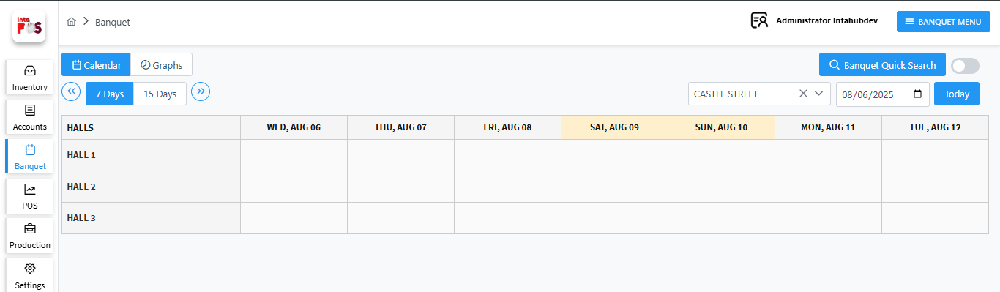 Inta
POS
Banquet
Administrator Intahubdev
BANQUET MENU
Inventory
Accounts
Banquet
POS
Production
Settings
Calendar
Graphs
Banquet Quick Search
7 Days
15 Days
CASTLE STREET
08/06/2025
Today
HALLS WED, AUG 06 THU, AUG 07 FRI, AUG 08 SAT, AUG 09 SUN, AUG 10 MON, AUG 11 TUE, AUG 12
HALL 1
HALL 2
HALL 3